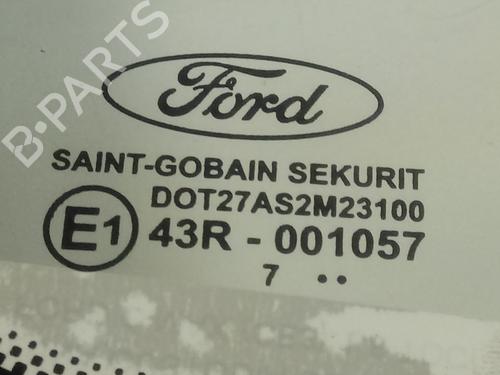 B-PARTS
Ford
SAINT-GOBAIN SEKURIT
DOT27AS2M23100
E1 43R - 001057
7 ••